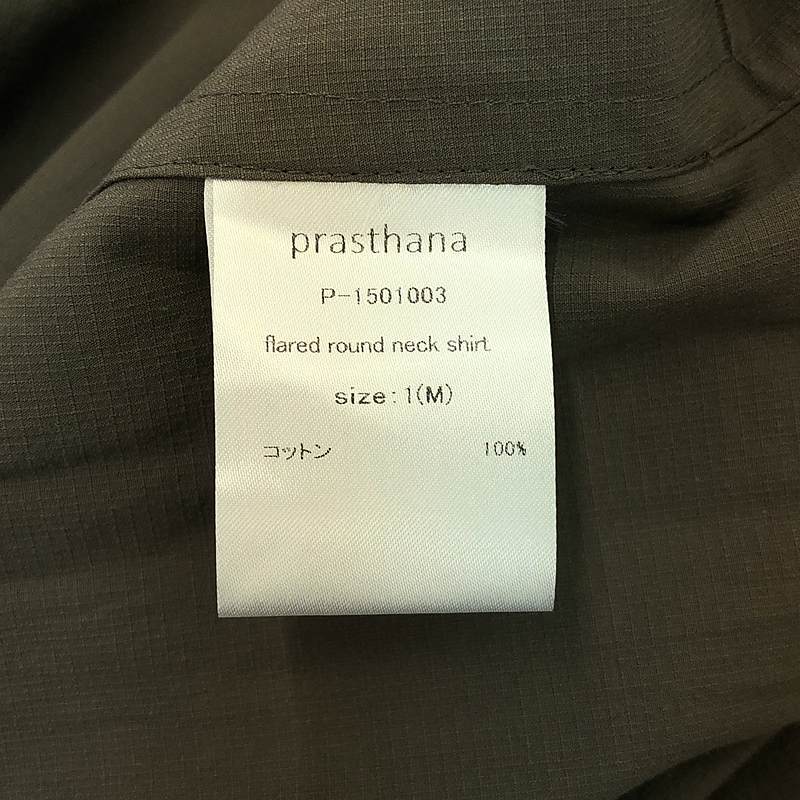 prasthana
P-1501003
flared round neck shirt
size:1(M)
コットン 100%